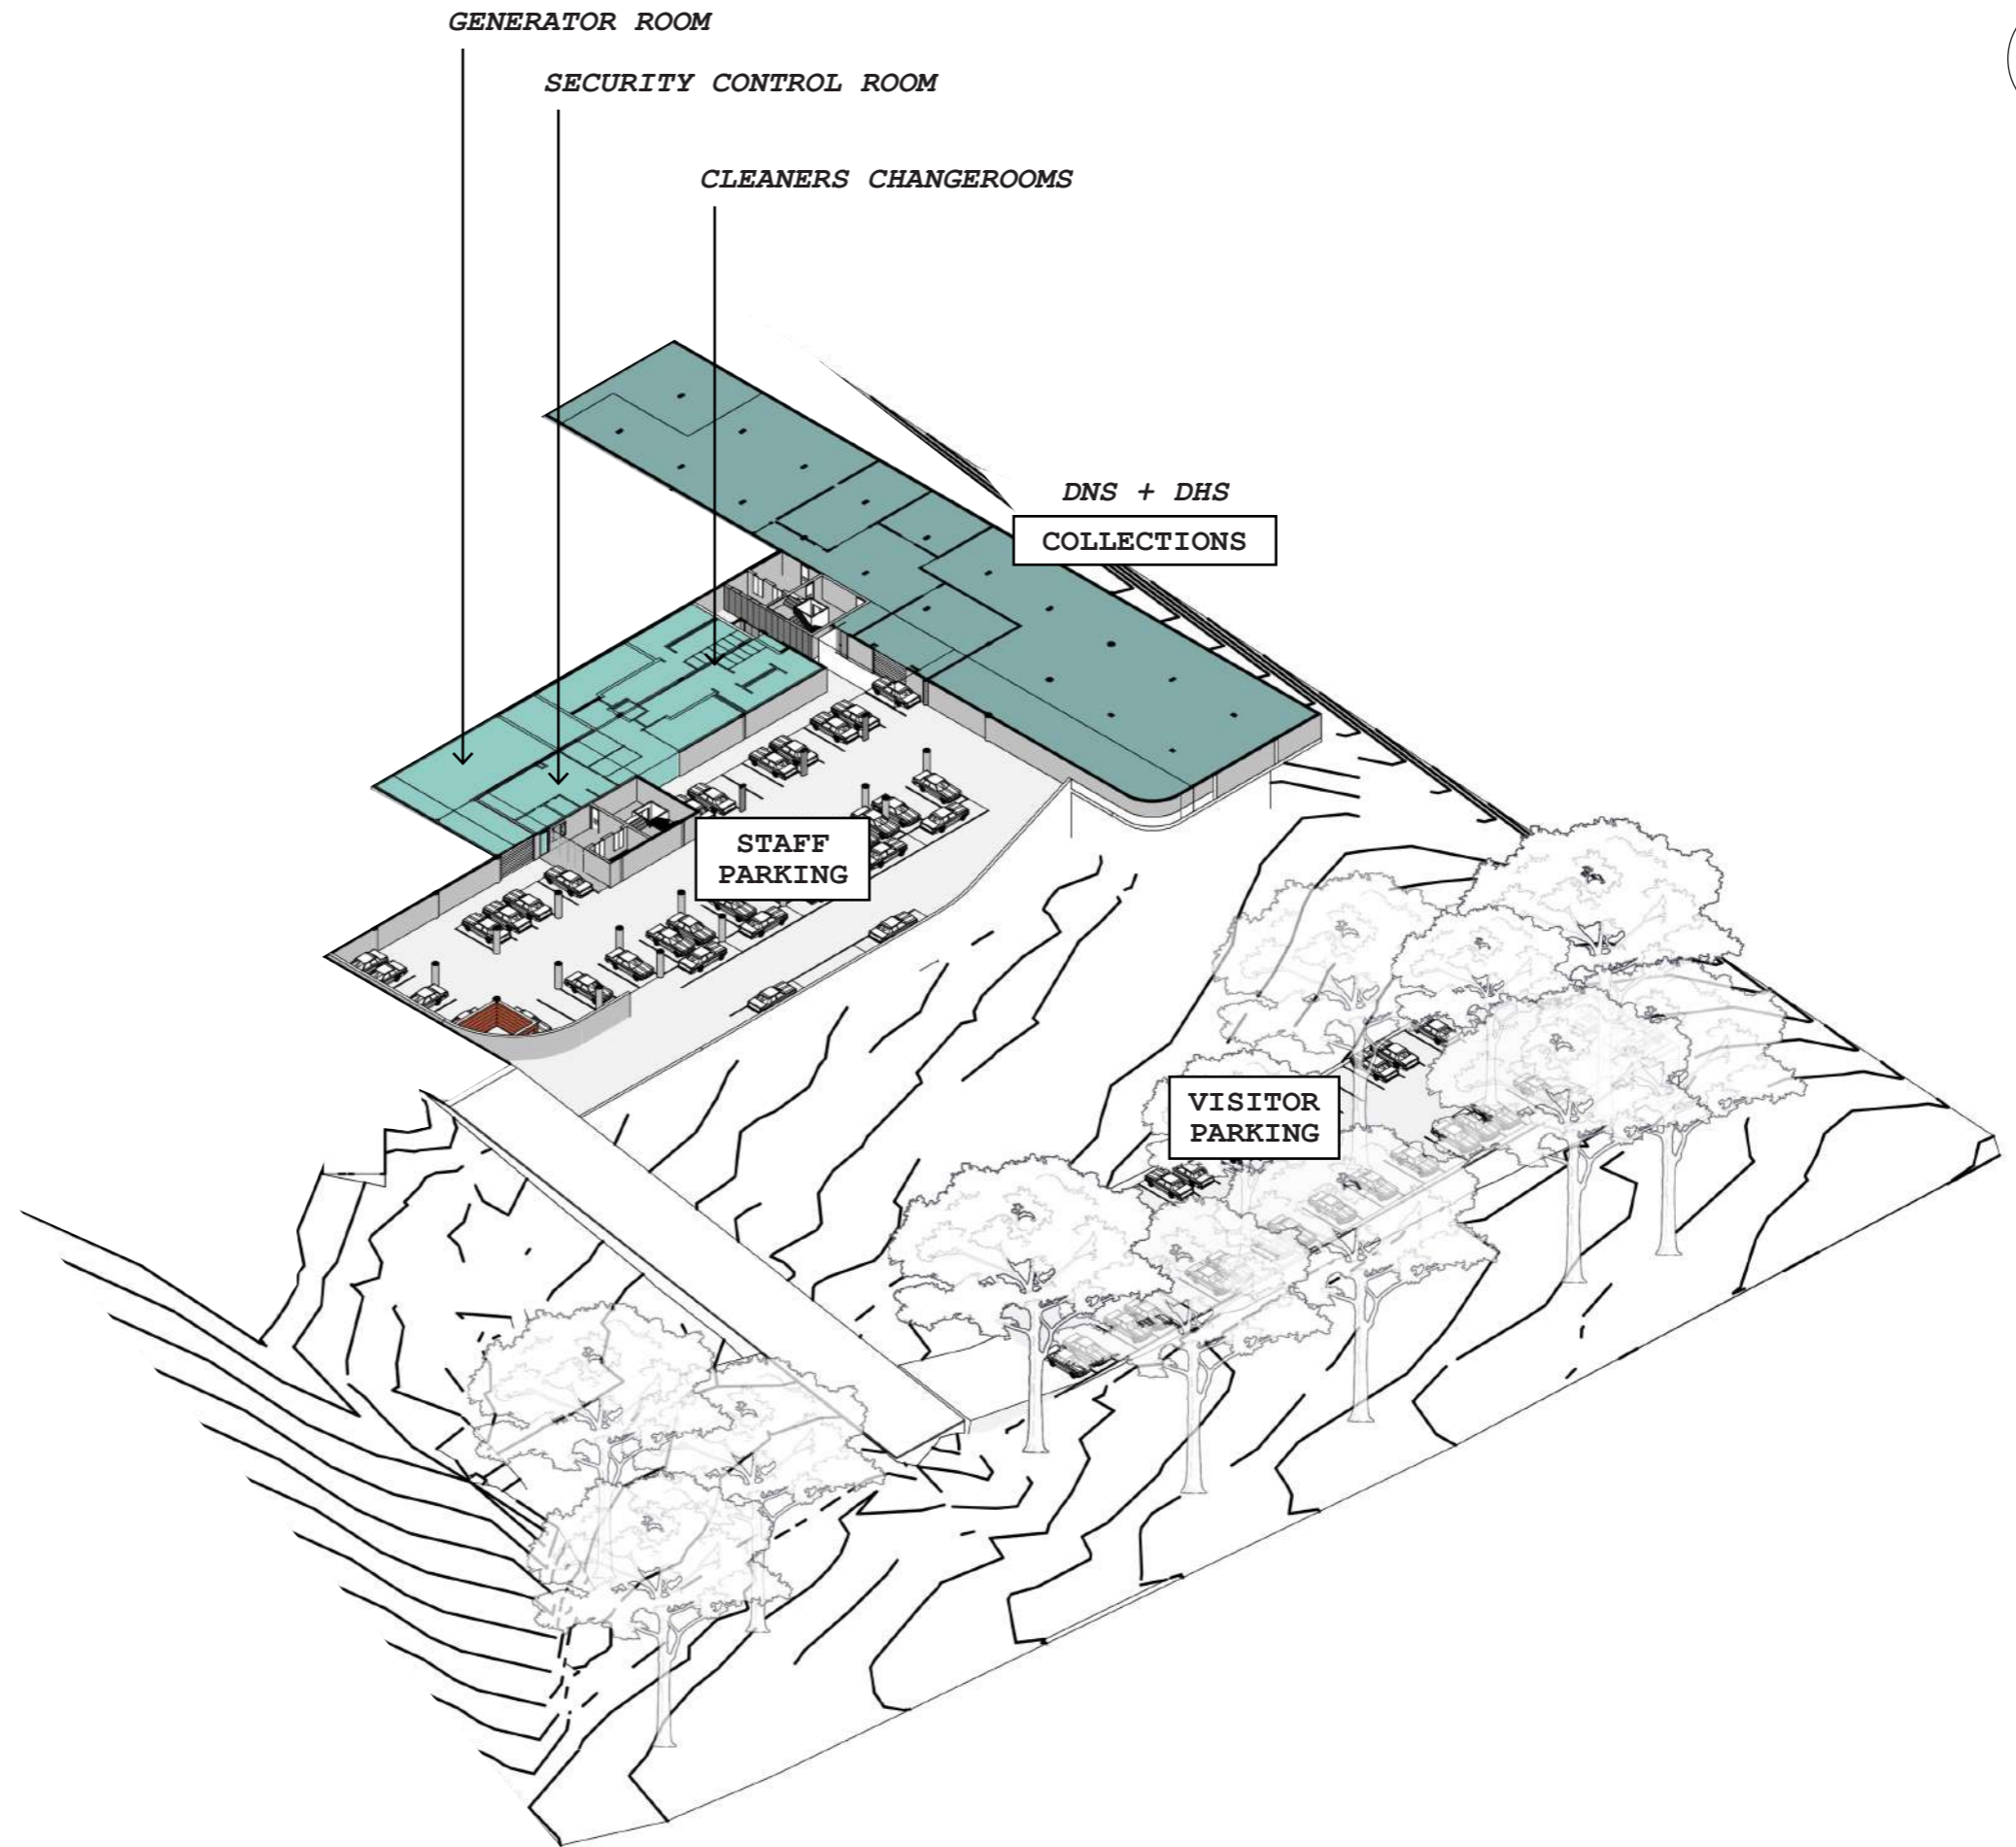 GENERATOR ROOM
SECURITY CONTROL ROOM
CLEANERS CHANGEROOMS
DNS + DHS
COLLECTIONS
STAFF
PARKING
VISITOR
PARKING